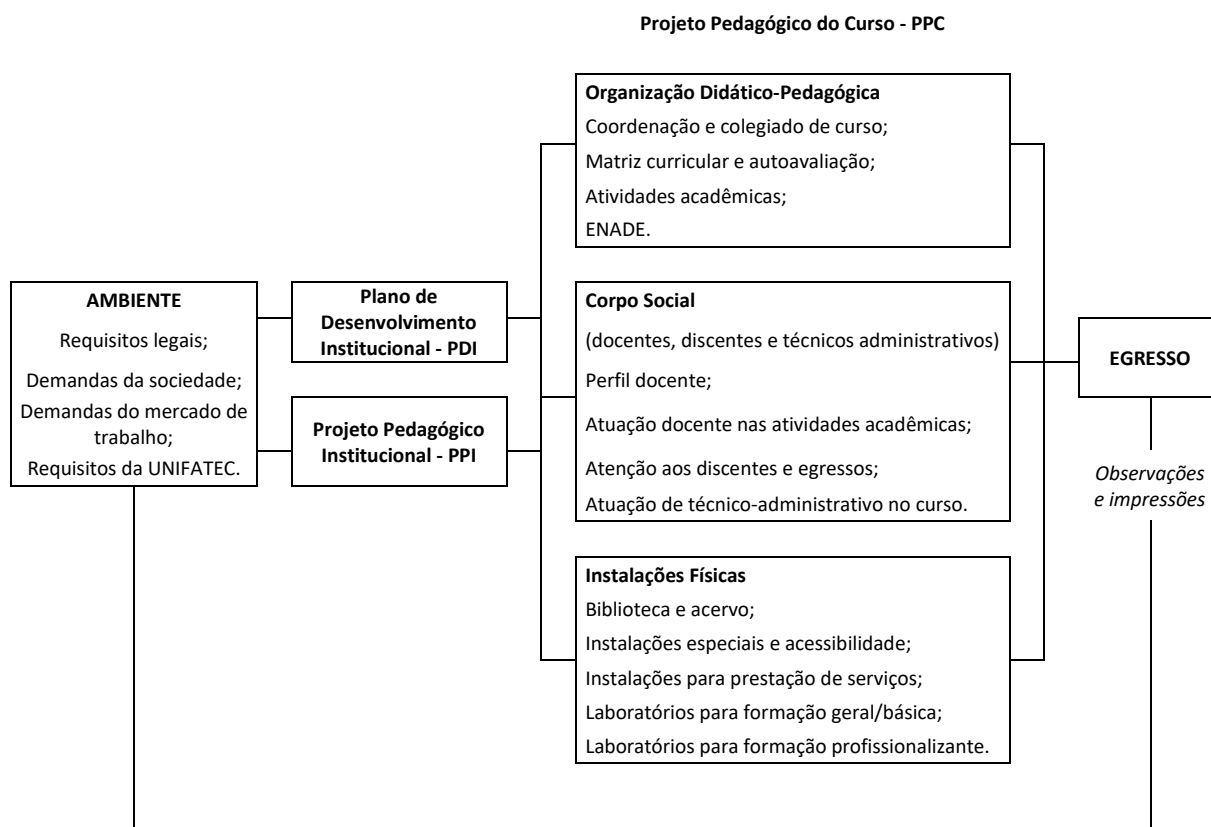 Projeto Pedagógico do Curso - PPC
Organização Didático-Pedagógica
Coordenação e colegiado de curso;
Matriz curricular e autoavaliação;
Atividades acadêmicas;
ENADE.
AMBIENTE
Requisitos legais;
Demandas da sociedade;
Demandas do mercado de
trabalho;
Requisitos da UNIFATEC.
Plano de
Desenvolvimento
Institucional - PDI
Projeto Pedagógico
Institucional - PPI
Corpo Social
(docentes, discentes e técnicos administrativos)
Perfil docente;
Atuação docente nas atividades acadêmicas;
Atenção aos discentes e egressos;
Atuação de técnico-administrativo no curso.
EGRESSO
Observações
e impressões
Instalações Físicas
Biblioteca e acervo;
Instalações especiais e acessibilidade;
Instalações para prestação de serviços;
Laboratórios para formação geral/básica;
Laboratórios para formação profissionalizante.